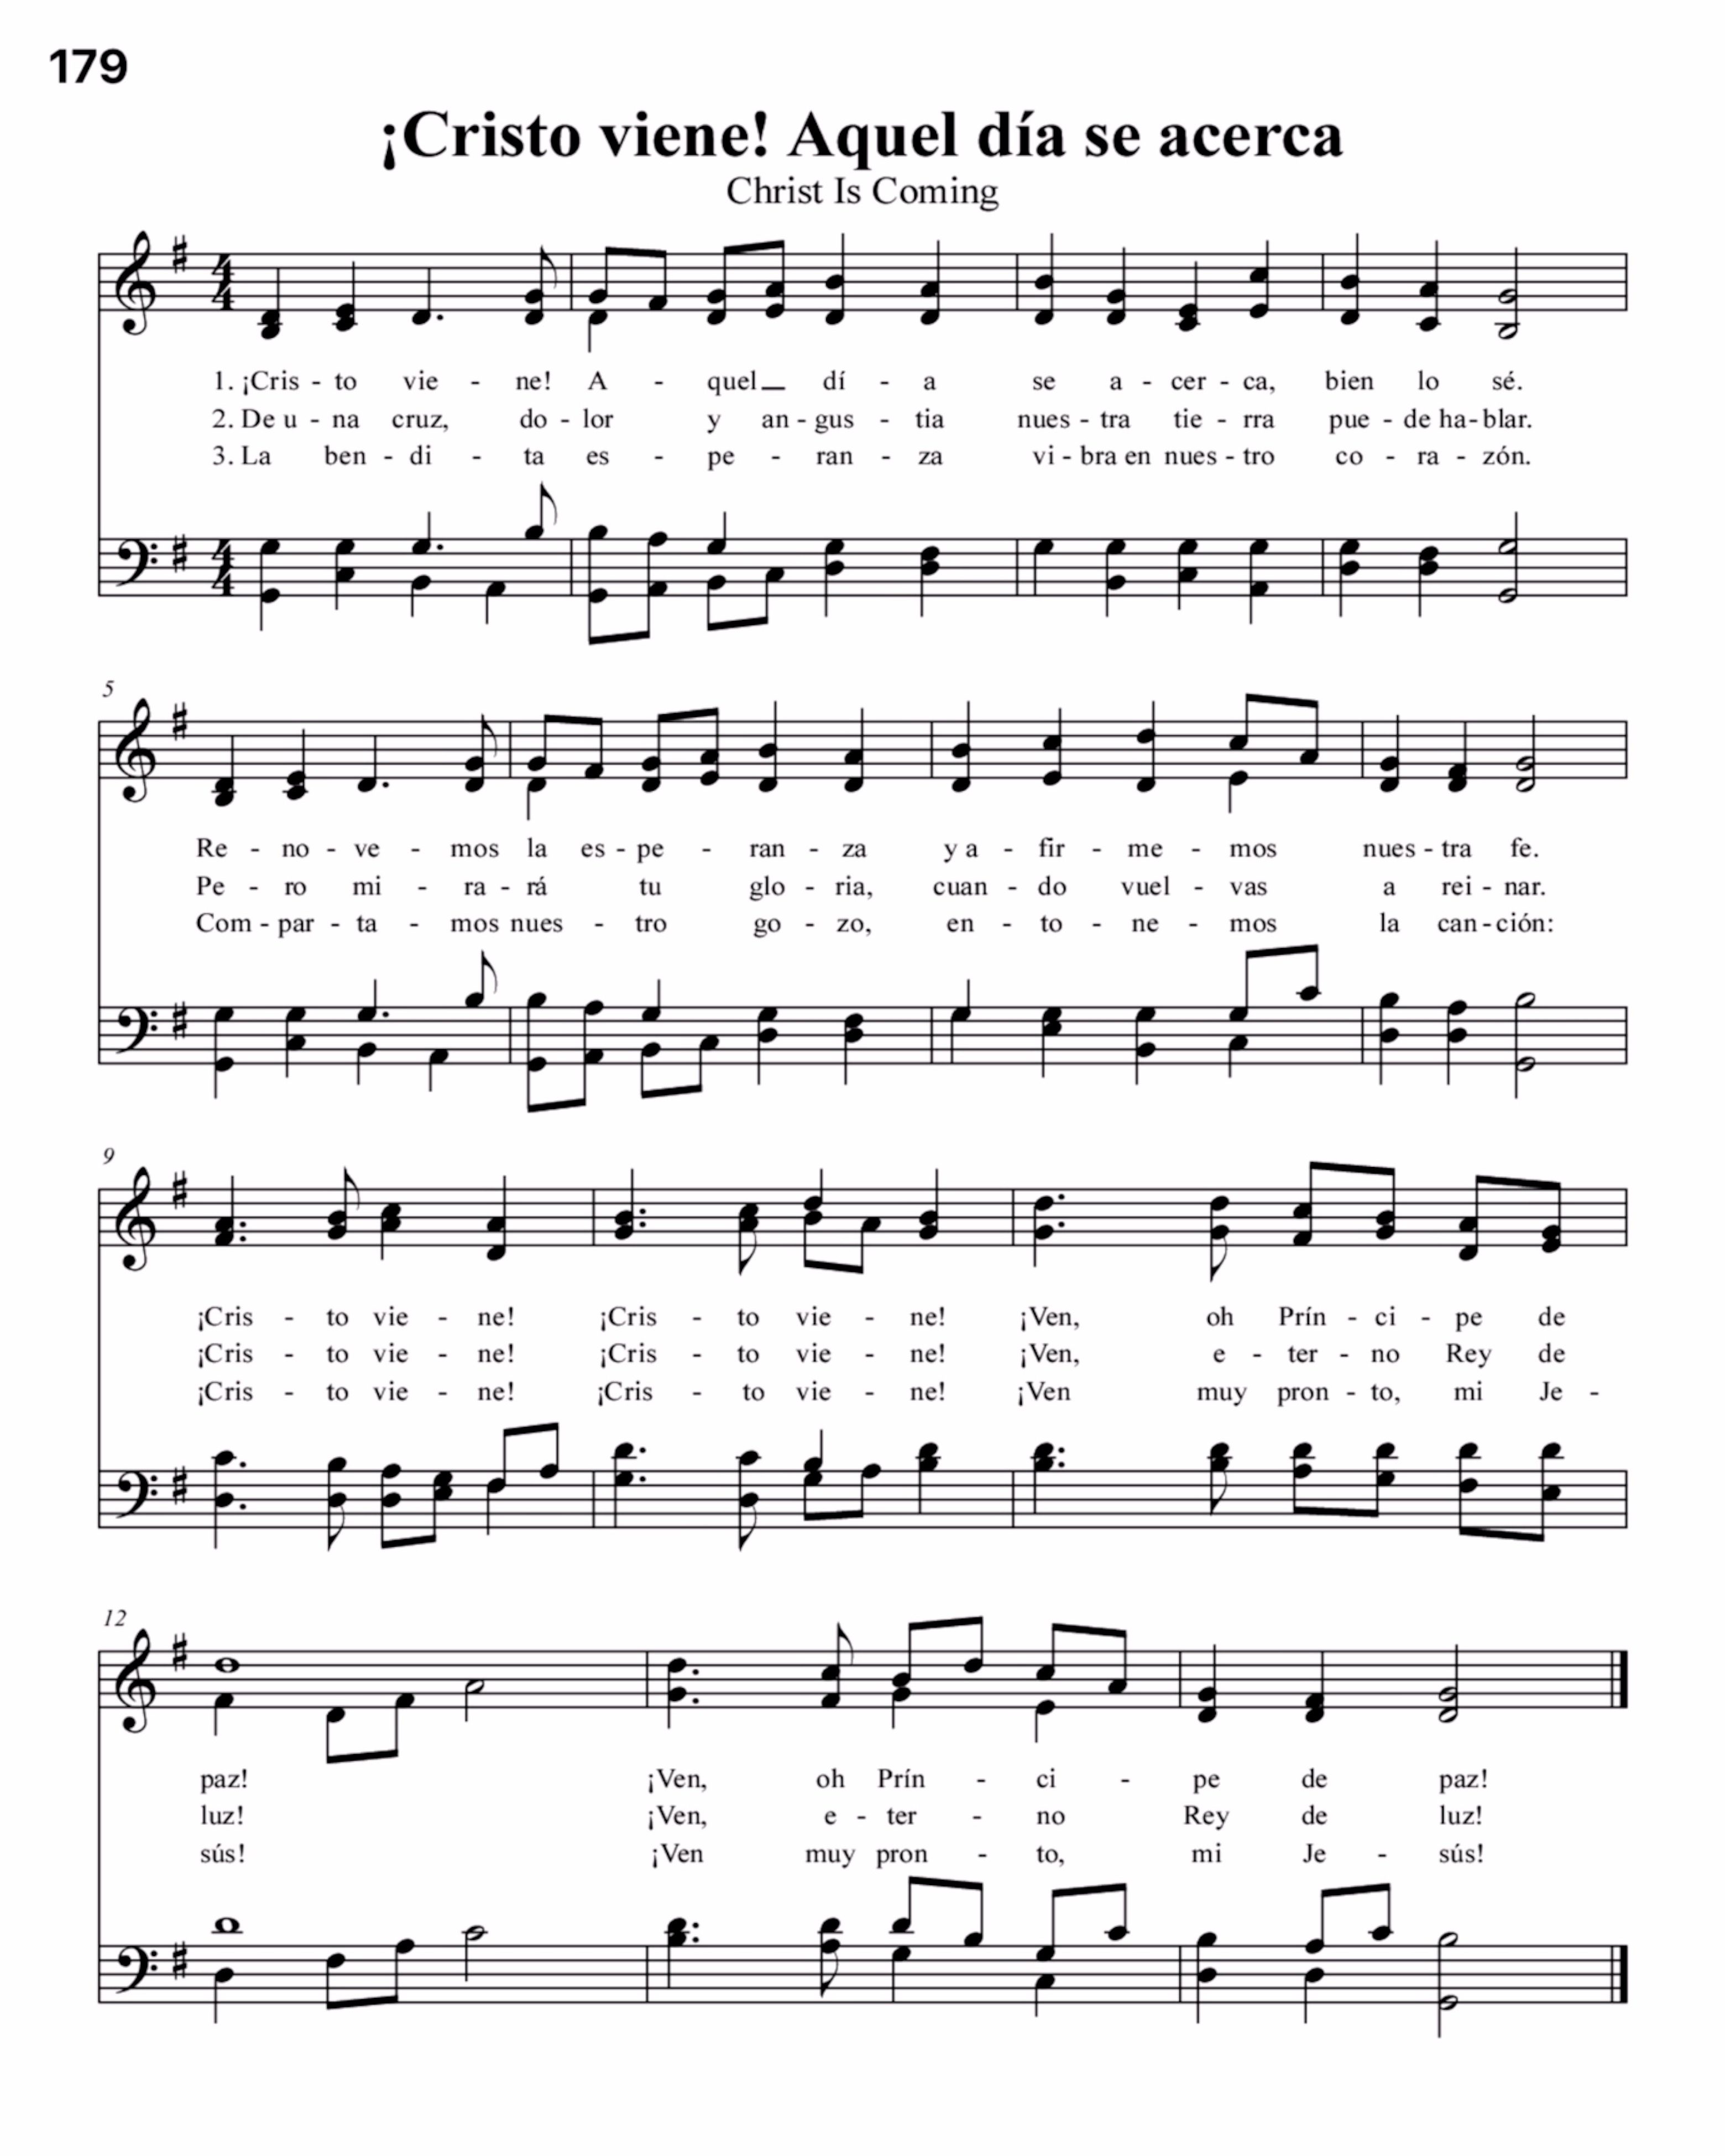 179
¡Cristo viene! Aquel día se acerca
Christ Is Coming
1. ¡Cris - to vie - ne! A - quel dí - a se a - cer - ca, bien lo sé.
2. De u - na cruz, do - lor y an - gus - tia nues - tra tie - rra pue - de ha - blar.
3. La ben - di - ta es - pe - ran - za vi - bra en nues - tro co - ra - zón.
5
Re - no - ve - mos la es - pe - ran - za y a - fir - me - mos nues - tra fe.
Pe - ro mi - ra - rá tu glo - ria, cuan - do vuel - vas a rei - nar.
Com - par - ta - mos nues - tro go - zo, en - to - ne - mos la can - ción:
9
¡Cris - to vie - ne! ¡Cris - to vie - ne! ¡Ven, oh Prín - ci - pe de
¡Cris - to vie - ne! ¡Cris - to vie - ne! ¡Ven, e - ter - no Rey de
¡Cris - to vie - ne! ¡Cris - to vie - ne! ¡Ven muy pron - to, mi Je -
12
paz! ¡Ven, oh Prín - ci - pe de paz!
luz! ¡Ven, e - ter - no Rey de luz!
sús! ¡Ven muy pron - to, mi Je - sús!